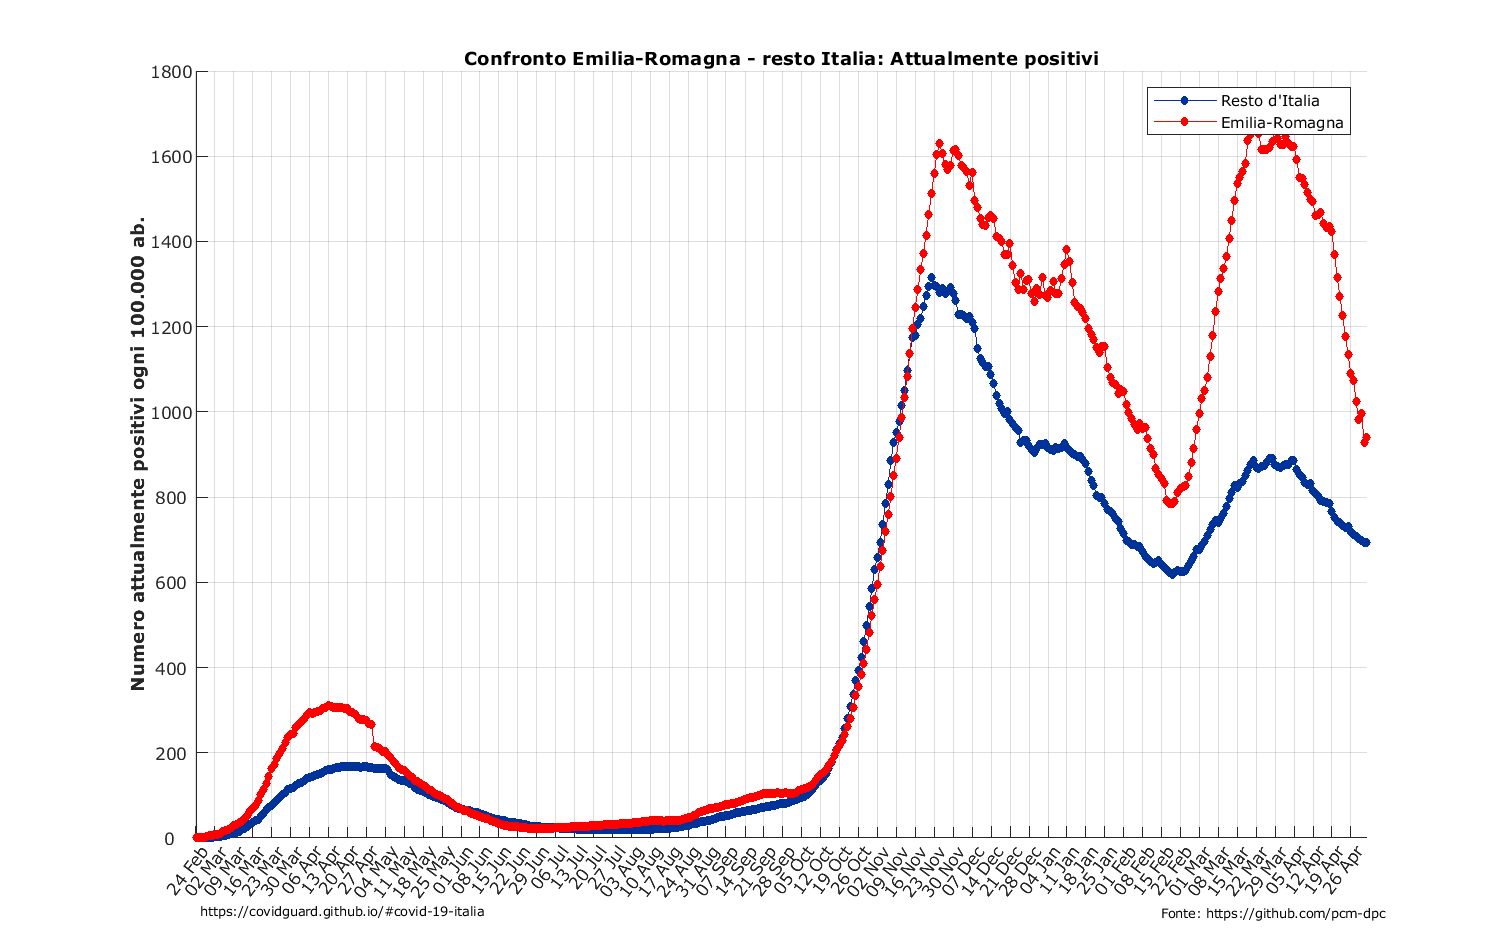 Confronto Emilia-Romagna - resto Italia: Attualmente positivi
Numero attualmente positivi ogni 100.000 ab.
1800
1600
1400
1200
1000
800
600
400
200
0
Resto d'Italia
Emilia-Romagna
24 Feb
02 Mar
09 Mar
16 Mar
23 Mar
30 Mar
06 Apr
13 Apr
20 Apr
27 Apr
04 May
11 May
18 May
25 May
01 Jun
08 Jun
15 Jun
22 Jun
29 Jun
06 Jul
13 Jul
20 Jul
27 Jul
03 Aug
10 Aug
17 Aug
24 Aug
31 Aug
07 Sep
14 Sep
21 Sep
28 Sep
05 Oct
12 Oct
19 Oct
26 Oct
02 Nov
09 Nov
16 Nov
23 Nov
30 Nov
07 Dec
14 Dec
21 Dec
28 Dec
04 Jan
11 Jan
18 Jan
25 Jan
01 Feb
08 Feb
15 Feb
22 Feb
01 Mar
08 Mar
15 Mar
22 Mar
29 Mar
05 Apr
12 Apr
19 Apr
26 Apr
https://covidguard.github.io/#covid-19-italia
Fonte: https://github.com/pcm-dpc